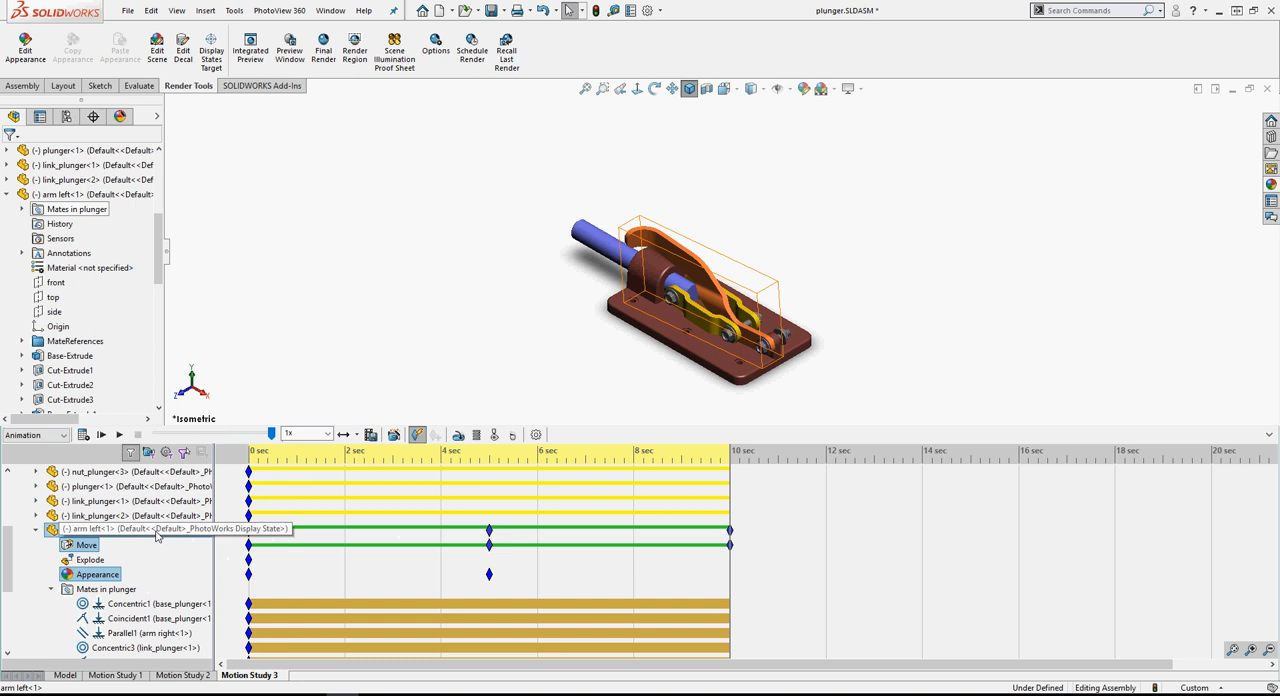 SOLIDWORKS
File Edit View Insert Tools PhotoView 360 Window Help
plunger.SLDASM *
Search Commands
Edit Appearance
Copy Appearance
Paste Appearance
Edit Scene
Edit Decal
Display States Target
Integrated Preview
Preview Window
Final Render
Render Region
Scene Illumination Proof Sheet
Options
Schedule Render
Recall Last Render
Assembly Layout Sketch Evaluate Render Tools SOLIDWORKS Add-Ins
(-) plunger<1> (Default<<Default>
(-) link_plunger<1> (Default<<Def
(-) link_plunger<2> (Default<<Def
(-) arm left<1> (Default<<Default>
Mates in plunger
History
Sensors
Annotations
Material <not specified>
front
top
side
Origin
MateReferences
Base-Extrude
Cut-Extrude1
Cut-Extrude2
Cut-Extrude3
Y
Z
X
*Isometric
Animation
1x
0 sec 2 sec 4 sec 6 sec 8 sec 10 sec 12 sec 14 sec 16 sec 18 sec 20 sec
(-) nut_plunger<3> (Default<<Default>_Ph
(-) plunger<1> (Default<<Default>_PhotoW
(-) link_plunger<1> (Default<<Default>_Pl
(-) link_plunger<2> (Default<<Default>_Pl
(-) arm left<1> (Default<<Default>_PhotoWorks Display State>)
Move
Explode
Appearance
Mates in plunger
Concentric1 (base_plunger<1
Coincident1 (base_plunger<1
Parallel1 (arm right<1>)
Concentric3 (link_plunger<1>)
Model Motion Study 1 Motion Study 2 Motion Study 3
arm left<1>
Under Defined Editing Assembly Custom